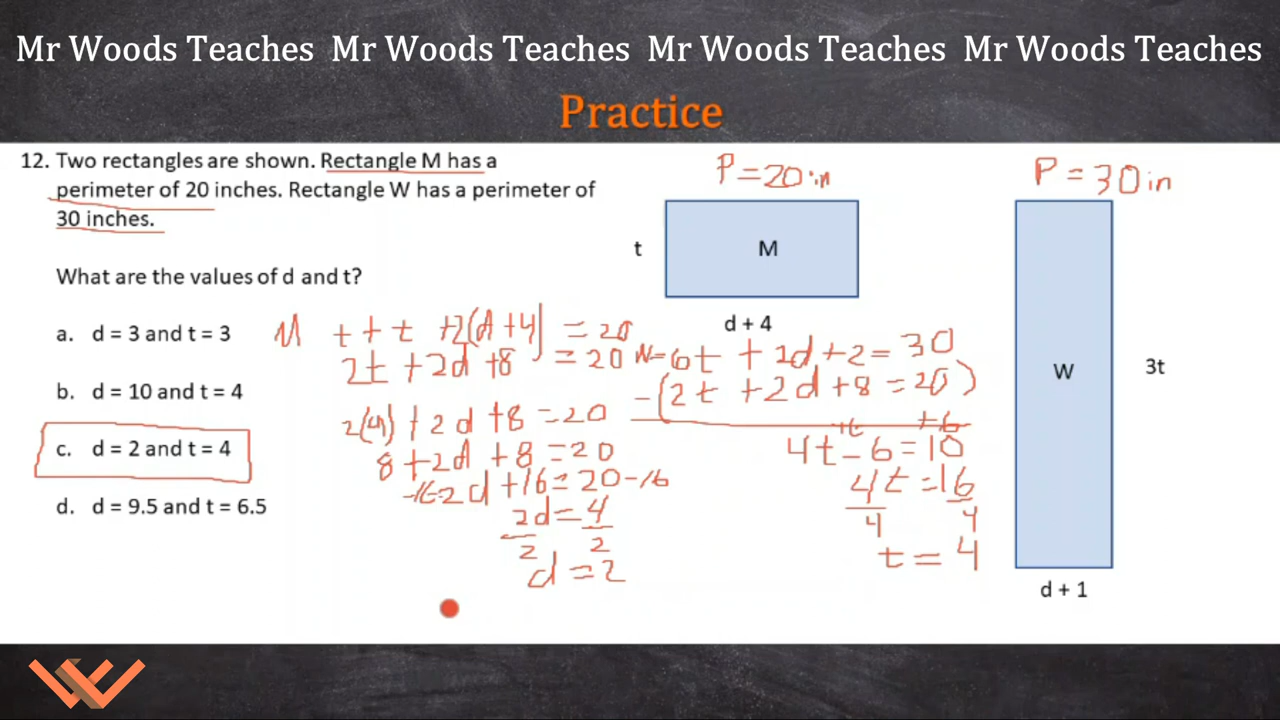 Mr Woods Teaches Mr Woods Teaches Mr Woods Teaches Mr Woods Teaches
Practice
12. Two rectangles are shown. Rectangle M has a
perimeter of 20 inches. Rectangle W has a perimeter of
30 inches.
What are the values of d and t?
a. d = 3 and t = 3
b. d = 10 and t = 4
c. d = 2 and t = 4
d. d = 9.5 and t = 6.5
P = 20 in
t
M
d + 4
P = 30 in
W
3t
d + 1
M t + t + 2(d + 4) = 20
2t + 2d + 8 = 20
2(4) + 2d + 8 = 20
8 + 2d + 8 = 20
-16 2d + 16 = 20 - 16
2d = 4
2 2
d = 2
W = 6t + 2d + 2 = 30
-(2t + 2d + 8 = 20)
+6 +6
4t - 6 = 10
4t = 16
4 4
t = 4